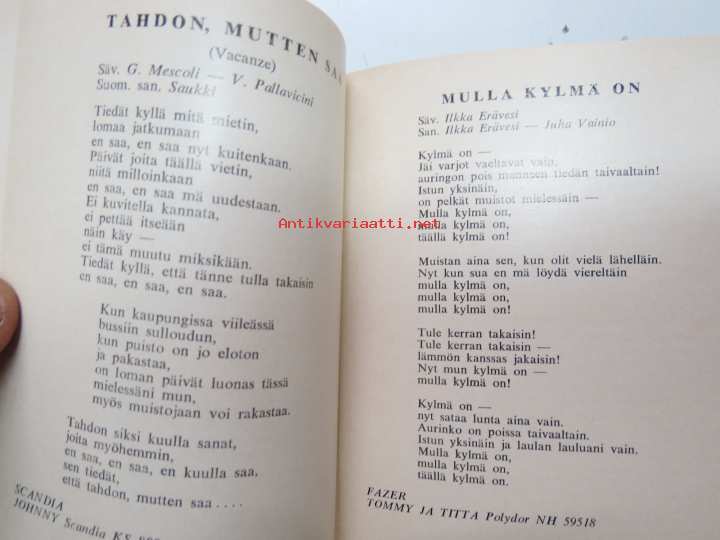 TAHDON, MUTTEN SAA
(Vacanze)
Säv. G. Mescoli — V. Pallavicini
Suom. san. Saukki
Tiedät kyllä mitä mietin,
lomaa jatkumaan
en saa, en saa nyt kuitenkaan.
Päivät joita täällä vietin,
niitä milloinkaan
en saa, en saa mä uudestaan.
Ei kuvitella kannata,
ei pettää itseään
näin käy —
ei tämä muutu miksikään.
Tiedät kyllä, että tänne tulla takaisin
en saa, en saa, en saa.
Kun kaupungissa viileässä
bussiin sulloudun,
kun puisto on jo eloton
ja pakastaa,
on loman päivät luonas tässä
mielessäni mun,
myös muistojaan voi rakastaa.
Tahdon siksi kuulla sanat,
joita myöhemmin,
en saa, en saa, en kuulla saa,
sen tiedät,
että tahdon, mutten saa ....
SCANDIA
JOHNNY Scandia KS
MULLA KYLMÄ ON
Säv. Ilkka Erävesi
San. Ilkka Erävesi — Juha Vainio
Kylmä on —
Jäi varjot vaeltavat vain,
auringon pois menneen tiedän taivaaltain!
Istun yksinäin,
on pelkät muistot mielessäin —
Mulla kylmä on,
mulla kylmä on,
täällä kylmä on!
Muistan aina sen, kun olit vielä lähelläin.
Nyt kun sua en mä löydä viereltäin
mulla kylmä on,
mulla kylmä on,
mulla kylmä on!
Tule kerran takaisin!
Tule kerran takaisin —
lämmön kanssas jakaisin!
Nyt mun kylmä on —
mulla kylmä on!
Kylmä on —
nyt sataa lunta aina vain.
Aurinko on poissa taivaaltain.
Istun yksinäin ja laulan lauluani vain.
Mulla kylmä on,
mulla kylmä on,
täällä kylmä on!
FAZER
TOMMY JA TITTA Polydor NH 59518
Antikvariaatti.net